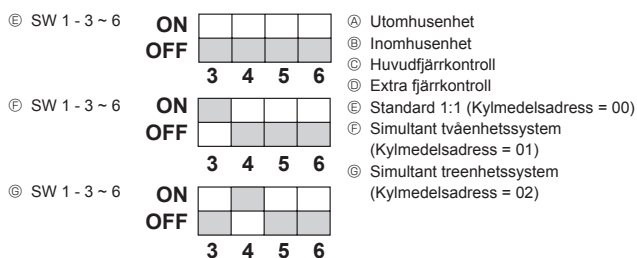 Ⓔ SW 1 - 3 ~ 6
ON
OFF
3 4 5 6
Ⓕ SW 1 - 3 ~ 6
ON
OFF
3 4 5 6
Ⓖ SW 1 - 3 ~ 6
ON
OFF
3 4 5 6
Ⓐ Utomhusenhet
Ⓑ Inomhusenhet
Ⓒ Huvudfjärrkontroll
Ⓓ Extra fjärrkontroll
Ⓔ Standard 1:1 (Kylmedelsadress = 00)
Ⓕ Simultant tvåenhetssystem
(Kylmedelsadress = 01)
Ⓖ Simultant treenhetssystem
(Kylmedelsadress = 02)